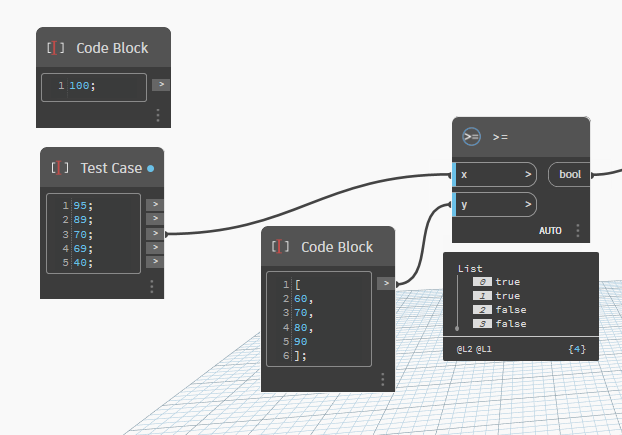 [] Code Block
1 100; >
[] Test Case
1 95; >
2 89; >
3 70; >
4 69; >
5 40; >
[] Code Block
1 [ >
2 60,
3 70,
4 80,
5 90
6 ];
>= >=
x > bool
y >
AUTO
List
0 true
1 true
2 false
3 false
@L2 @L1 {4}